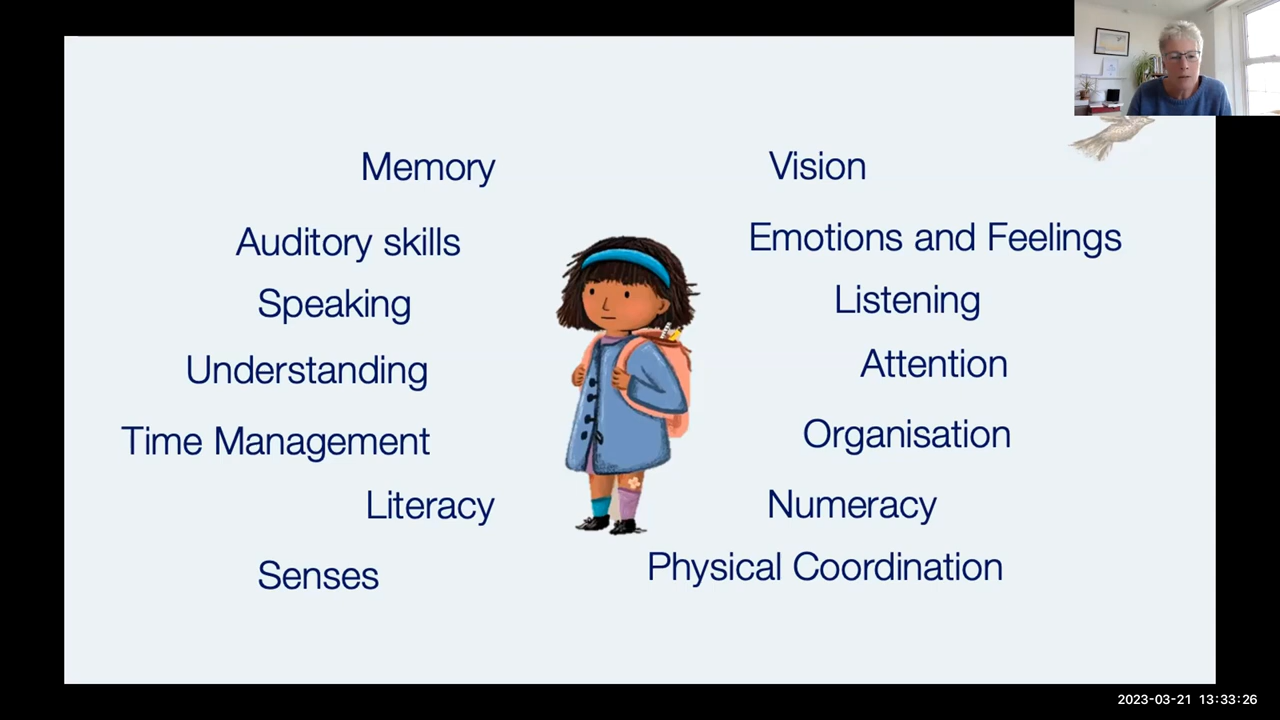 Memory
Vision
Auditory skills
Emotions and Feelings
Speaking
Listening
Understanding
Attention
Time Management
Organisation
Literacy
Numeracy
Senses
Physical Coordination
2023-03-21 13:33:26